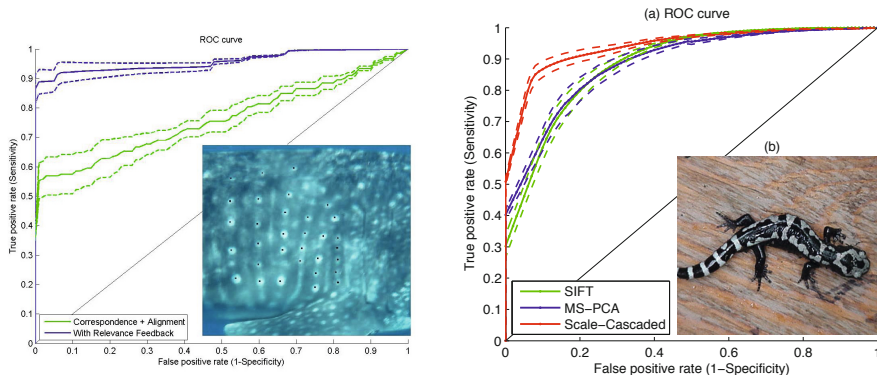 ROC curve
True positive rate (Sensitivity)
1
0.9
0.8
0.7
0.6
0.5
0.4
0.3
0.2
0.1
0
Correspondence + Alignment
With Relevance Feedback
0 0.1 0.2 0.3 0.4 0.5 0.6 0.7 0.8 0.9 1
False positive rate (1-Specificity)
(a) ROC curve
True positive rate (Sensitivity)
1
0.9
0.8
0.7
0.6
0.5
0.4
0.3
0.2
0.1
0
(b)
SIFT
MS-PCA
Scale-Cascaded
0 0.2 0.4 0.6 0.8 1
False positive rate (1-Specificity)